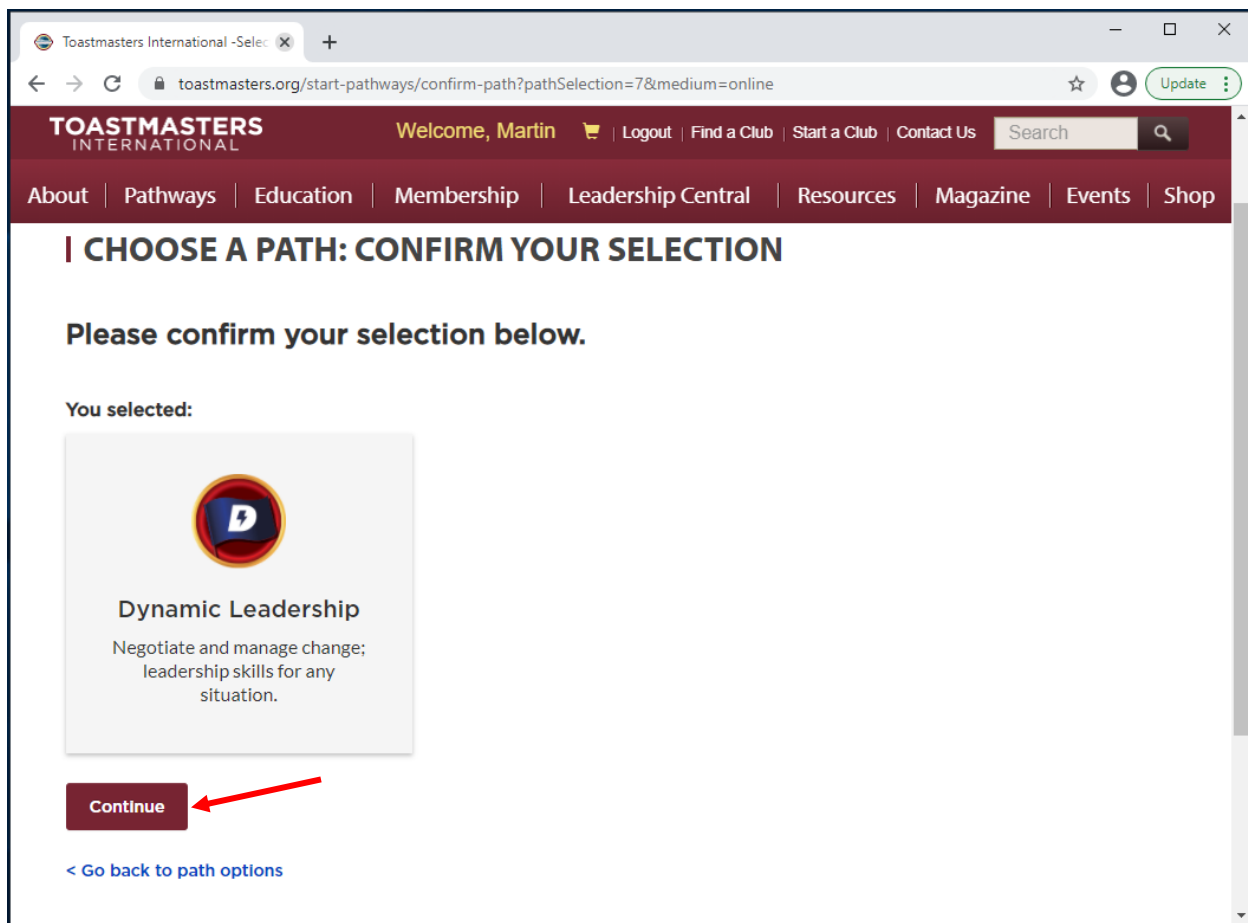 Toastmasters International -Selec
toastmasters.org/start-pathways/confirm-path?pathSelection=7&medium=online
Update
TOASTMASTERS
INTERNATIONAL
Welcome, Martin | Logout | Find a Club | Start a Club | Contact Us
Search
About | Pathways | Education | Membership | Leadership Central | Resources | Magazine | Events | Shop
CHOOSE A PATH: CONFIRM YOUR SELECTION
Please confirm your selection below.
You selected:
D
Dynamic Leadership
Negotiate and manage change;
leadership skills for any
situation.
Continue
< Go back to path options